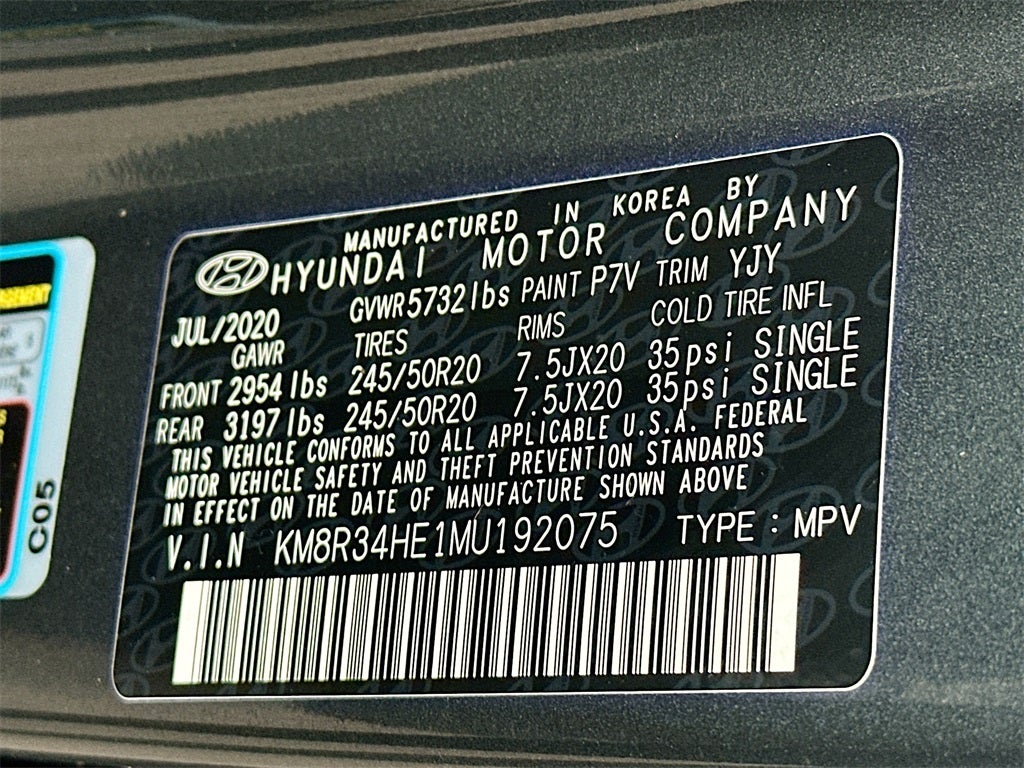 MANUFACTURED IN KOREA BY
HYUNDAI MOTOR COMPANY
JUL/2020 GVWR 5732lbs PAINT P7V TRIM YJY
GAWR TIRES RIMS COLD TIRE INFL
FRONT 2954 lbs 245/50R20 7.5JX20 35psi SINGLE
REAR 3197 lbs 245/50R20 7.5JX20 35psi SINGLE
THIS VEHICLE CONFORMS TO ALL APPLICABLE U.S.A. FEDERAL
MOTOR VEHICLE SAFETY AND THEFT PREVENTION STANDARDS
IN EFFECT ON THE DATE OF MANUFACTURE SHOWN ABOVE
V.I.N KM8R34HE1MU192075 TYPE : MPV
C05